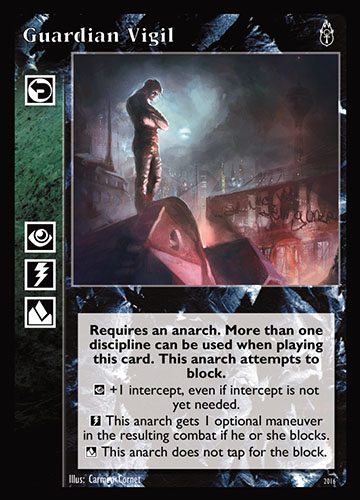 Guardian Vigil
Requires an anarch. More than one
discipline can be used when playing
this card. This anarch attempts to
block.
+1 intercept, even if intercept is not
yet needed.
This anarch gets 1 optional maneuver
in the resulting combat if he or she blocks.
This anarch does not tap for the block.
Illus: Carmen Cornet
2016